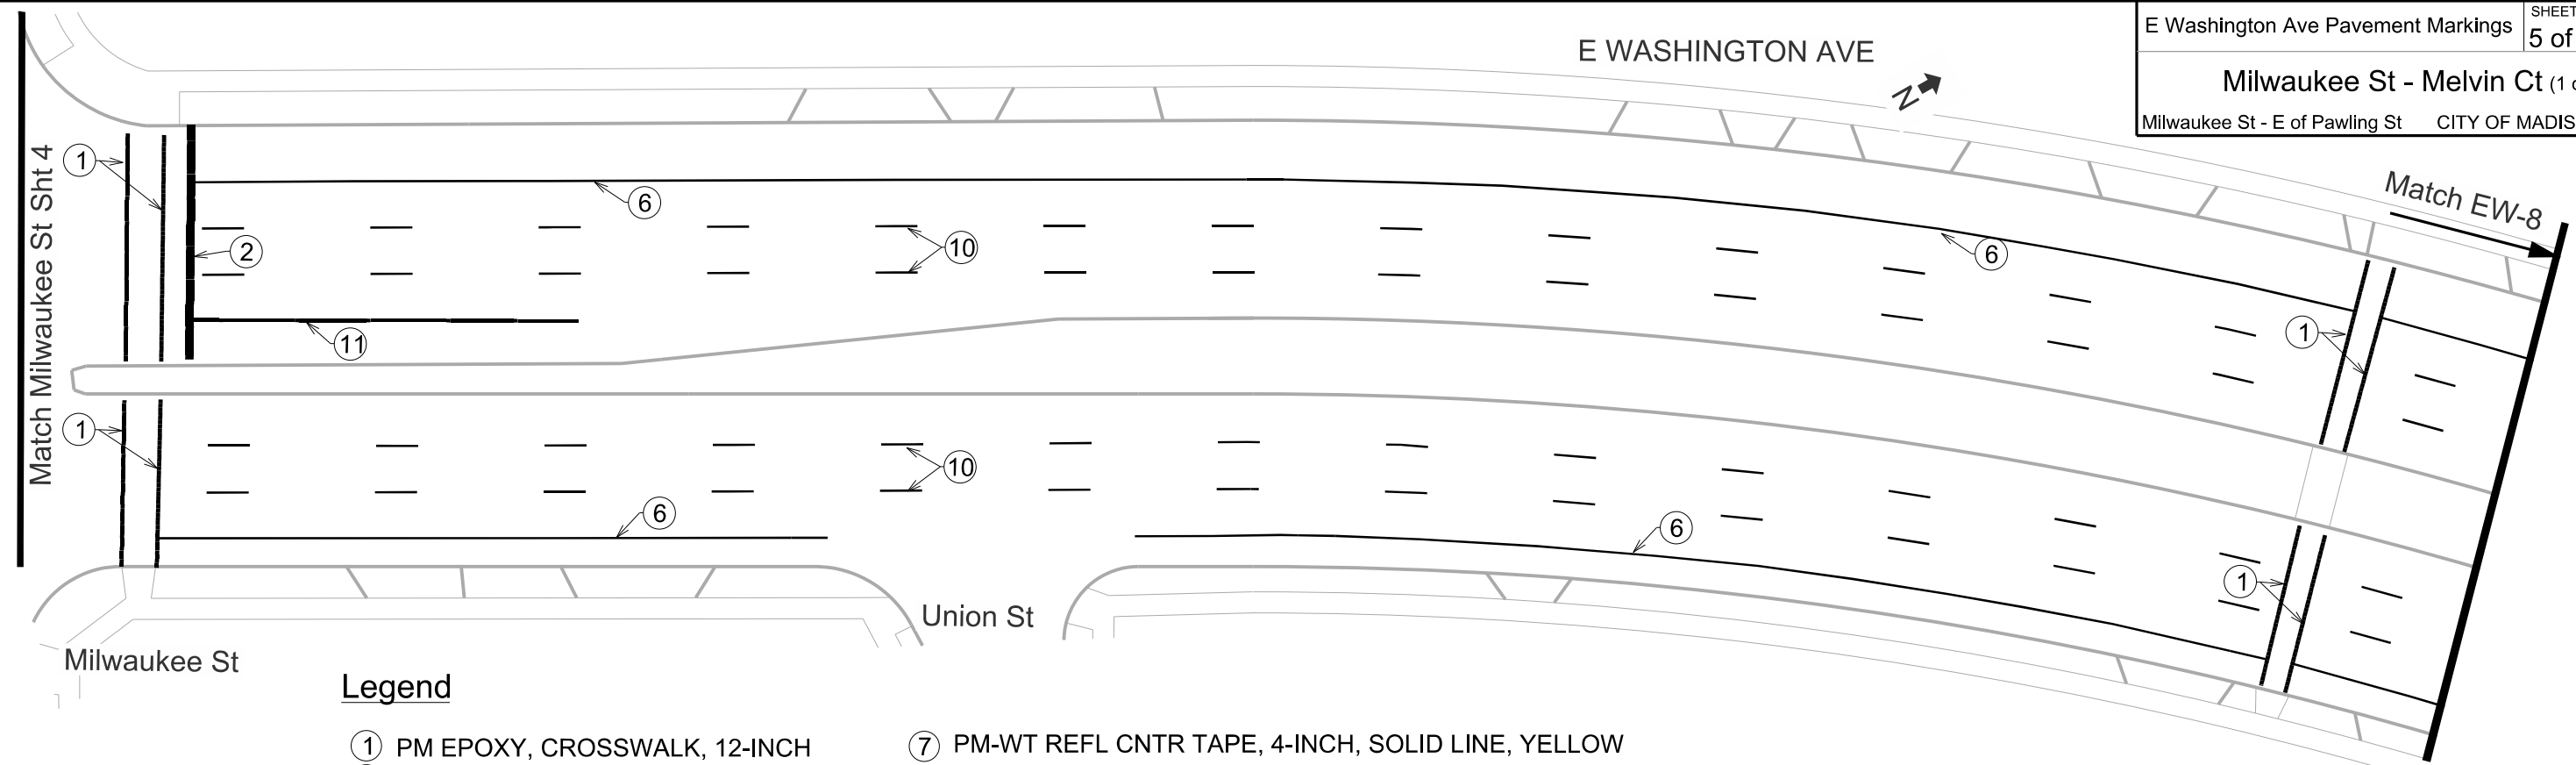 E Washington Ave Pavement Markings
SHEET
5 of
Milwaukee St - Melvin Ct (1
Milwaukee St - E of Pawling St CITY OF
E WASHINGTON AVE
N
Match EW-8
Match Milwaukee St Sht 4
1
6
2
10
6
11
1
1
10
6
6
1
Union St
Milwaukee St
Legend
1 PM EPOXY, CROSSWALK, 12-INCH
7 PM-WT REFL CNTR TAPE, 4-INCH, SOLID LINE, YELLOW